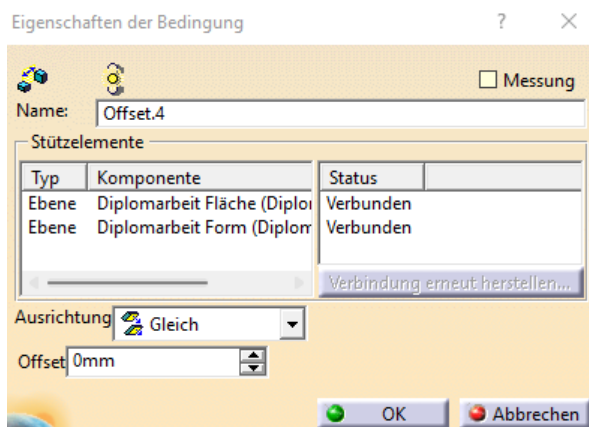 Eigenschaften der Bedingung ?
Messung
Name: Offset.4
Stützelemente
Typ Komponente Status
Ebene Diplomarbeit Fläche (Diplo Verbunden
Ebene Diplomarbeit Form (Diplom Verbunden
Verbindung erneut herstellen...
Ausrichtung Gleich
Offset 0mm
OK Abbrechen